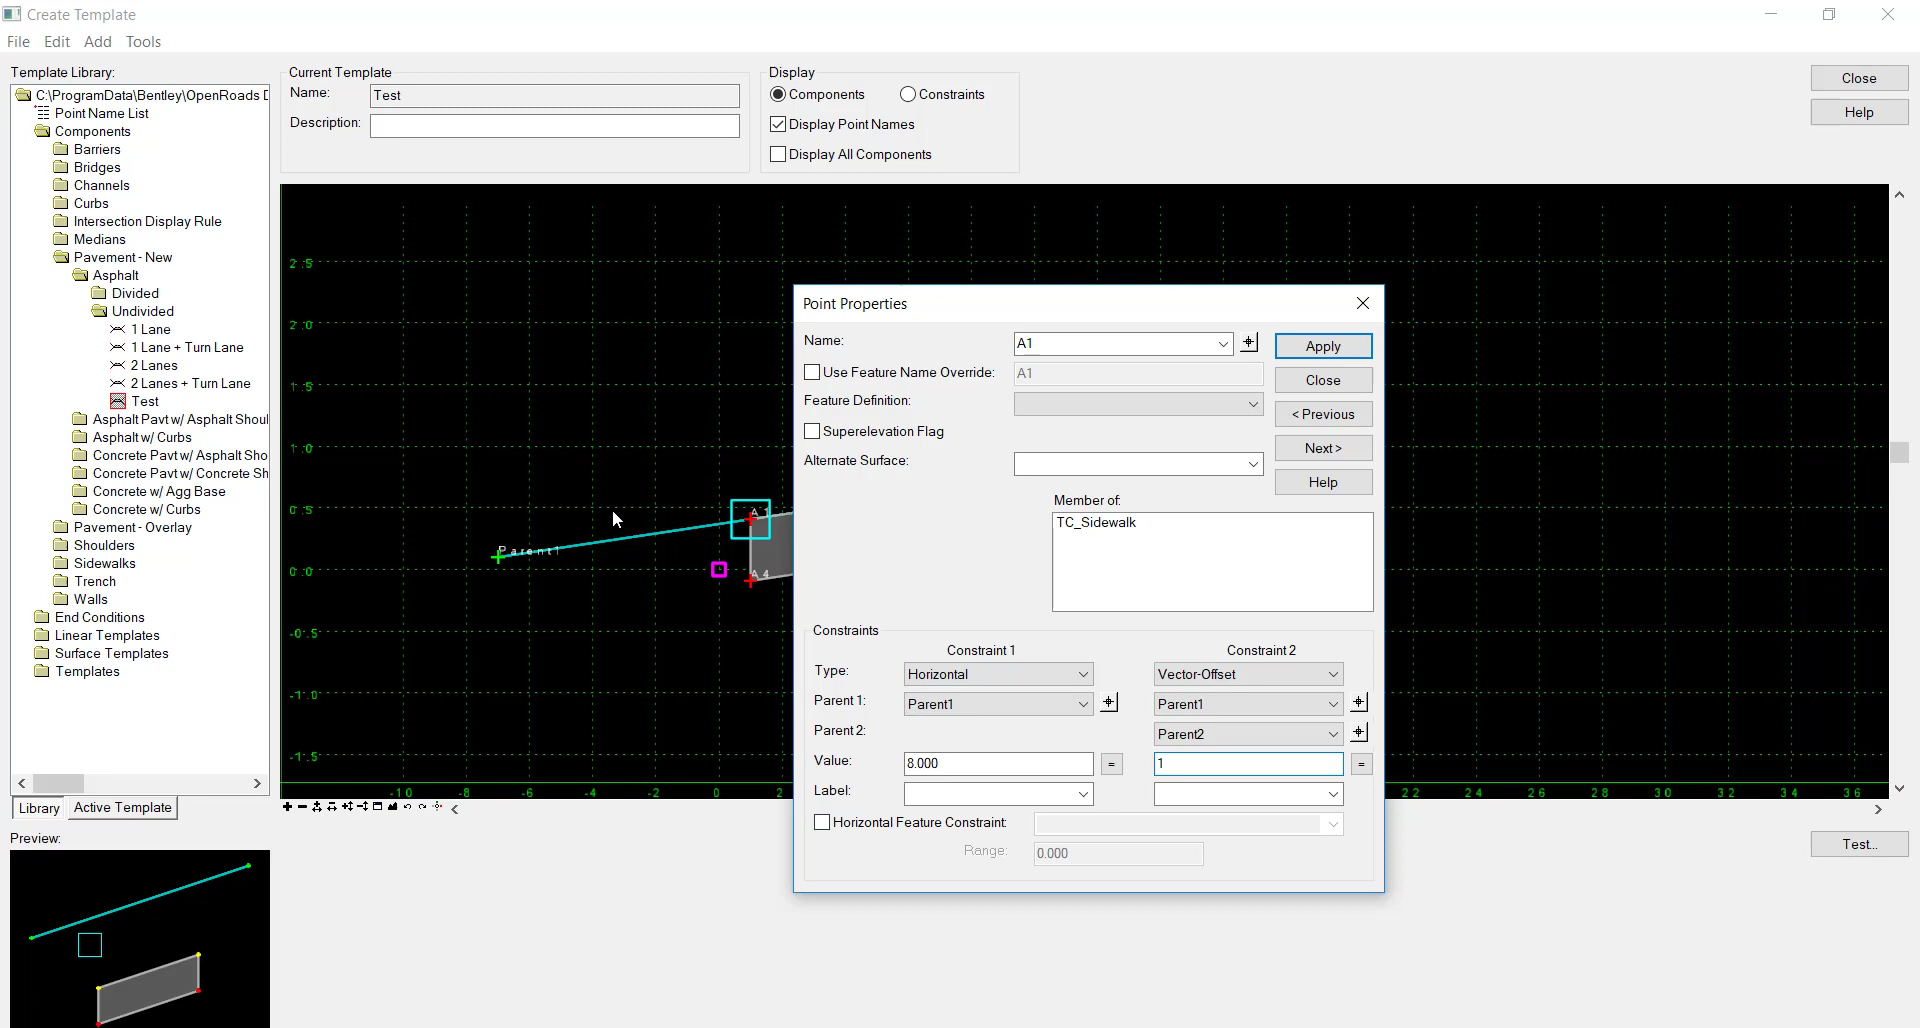 Create Template
File Edit Add Tools
Template Library:
C:\ProgramData\Bentley\OpenRoads D
Point Name List
Components
Barriers
Bridges
Channels
Curbs
Intersection Display Rule
Medians
Pavement - New
Asphalt
Divided
Undivided
1 Lane
1 Lane + Turn Lane
2 Lanes
2 Lanes + Turn Lane
Test
Asphalt Pavt w/ Asphalt Shoul
Asphalt w/ Curbs
Concrete Pavt w/ Asphalt Sho
Concrete Pavt w/ Concrete Sh
Concrete w/ Agg Base
Concrete w/ Curbs
Pavement - Overlay
Shoulders
Sidewalks
Trench
Walls
End Conditions
Linear Templates
Surface Templates
Templates
Library Active Template
Preview:
Current Template
Name: Test
Description:
Display
Components Constraints
Display Point Names
Display All Components
Close
Help
2.5
2.0
1.5
1.0
0.5
0.0
-0.5
-1.0
-1.5
Parent1
A 1
A 4
-10 -8 -6 -4 -2 0 2 22 24 26 28 30 32 34 36
Point Properties
Name: A1
Apply
Use Feature Name Override: A1
Close
Feature Definition:
< Previous
Superelevation Flag
Next >
Alternate Surface:
Help
Member of:
TC_Sidewalk
Constraints
Constraint 1 Constraint 2
Type: Horizontal Vector-Offset
Parent 1: Parent1 Parent1
Parent 2: Parent2
Value: 8.000 = 1 =
Label:
Horizontal Feature Constraint:
Range: 0.000
Test...